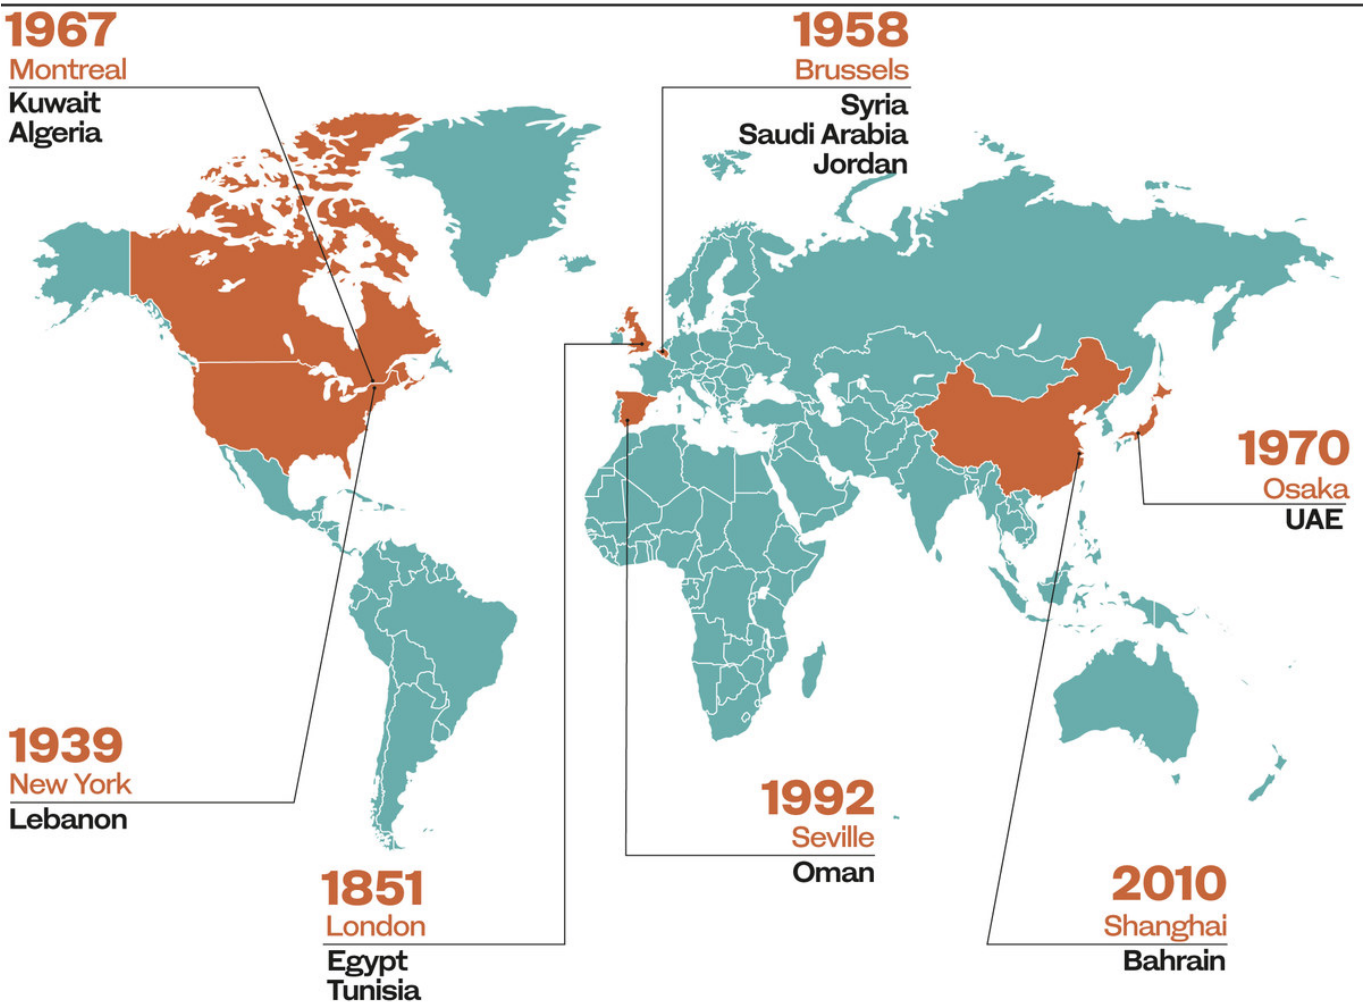 1967
Montreal
Kuwait
Algeria
1958
Brussels
Syria
Saudi Arabia
Jordan
1970
Osaka
UAE
1939
New York
Lebanon
1992
Seville
Oman
1851
London
Egypt
Tunisia
2010
Shanghai
Bahrain